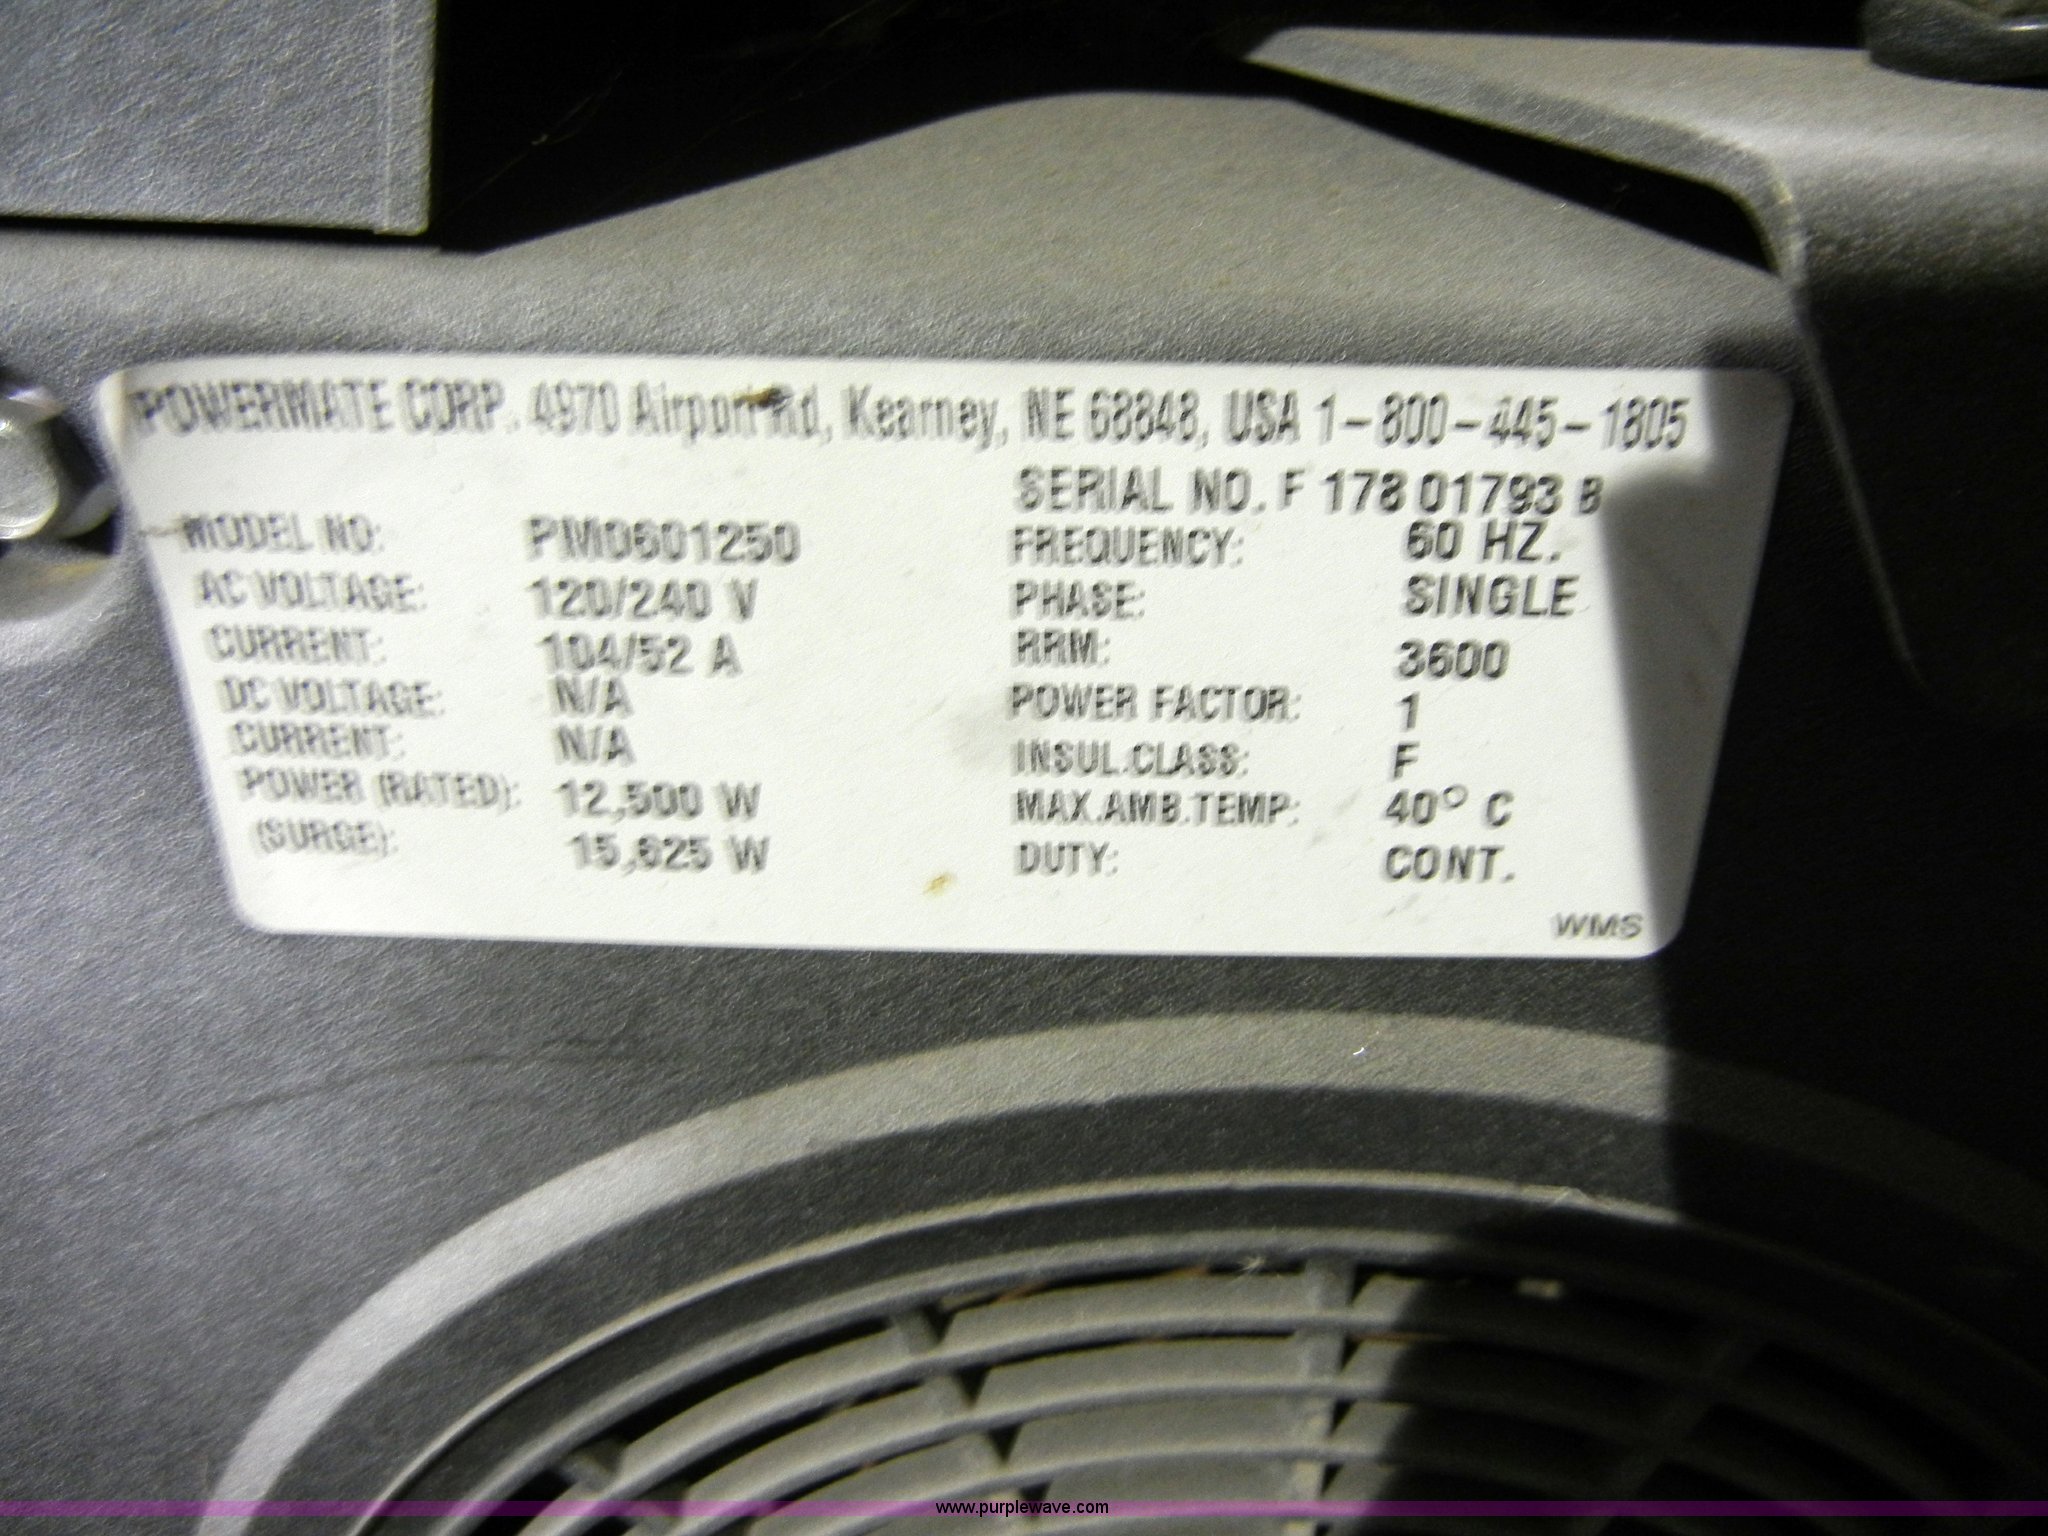 POWERMATE CORP. 4970 Airport Rd, Kearney, NE 68848, USA 1-800-445-1805
SERIAL NO. F 178 01793 B
MODEL NO: PM0601250
AC VOLTAGE: 120/240 V
CURRENT: 104/52 A
DC VOLTAGE: N/A
CURRENT: N/A
POWER (RATED): 12,500 W
(SURGE): 15,625 W
FREQUENCY: 60 HZ.
PHASE: SINGLE
RRM: 3600
POWER FACTOR: 1
INSUL.CLASS: F
MAX.AMB.TEMP: 40° C
DUTY: CONT.
WMS
www.purplewave.com